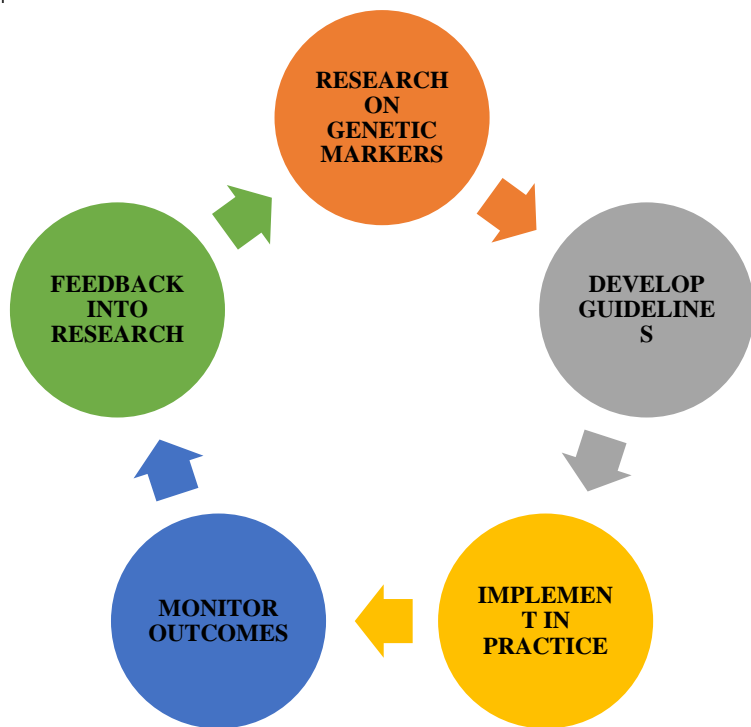 RESEARCH
ON
GENETIC
MARKERS
DEVELOP
GUIDELINE
S
IMPLEMEN
T IN
PRACTICE
MONITOR
OUTCOMES
FEEDBACK
INTO
RESEARCH